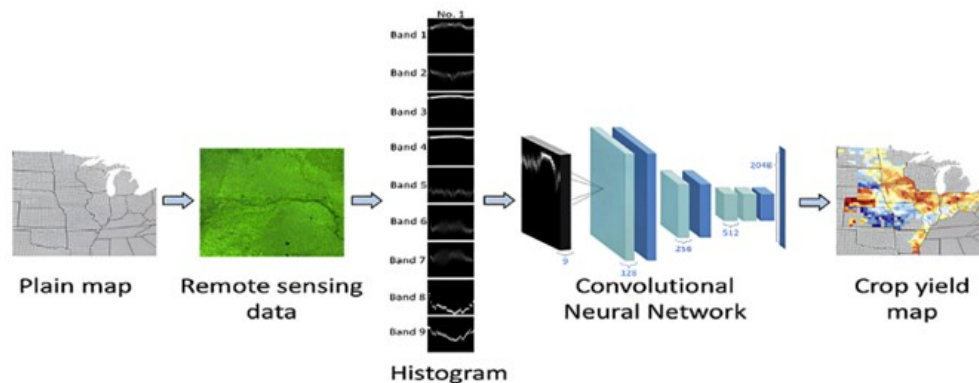 No. 1
Band 1
Band 2
Band 3
Band 4
Band 5
Band 6
Band 7
Band 8
Band 9
Histogram
Plain map
Remote sensing
data
9
128
256
512
2048
Convolutional
Neural Network
Crop yield
map